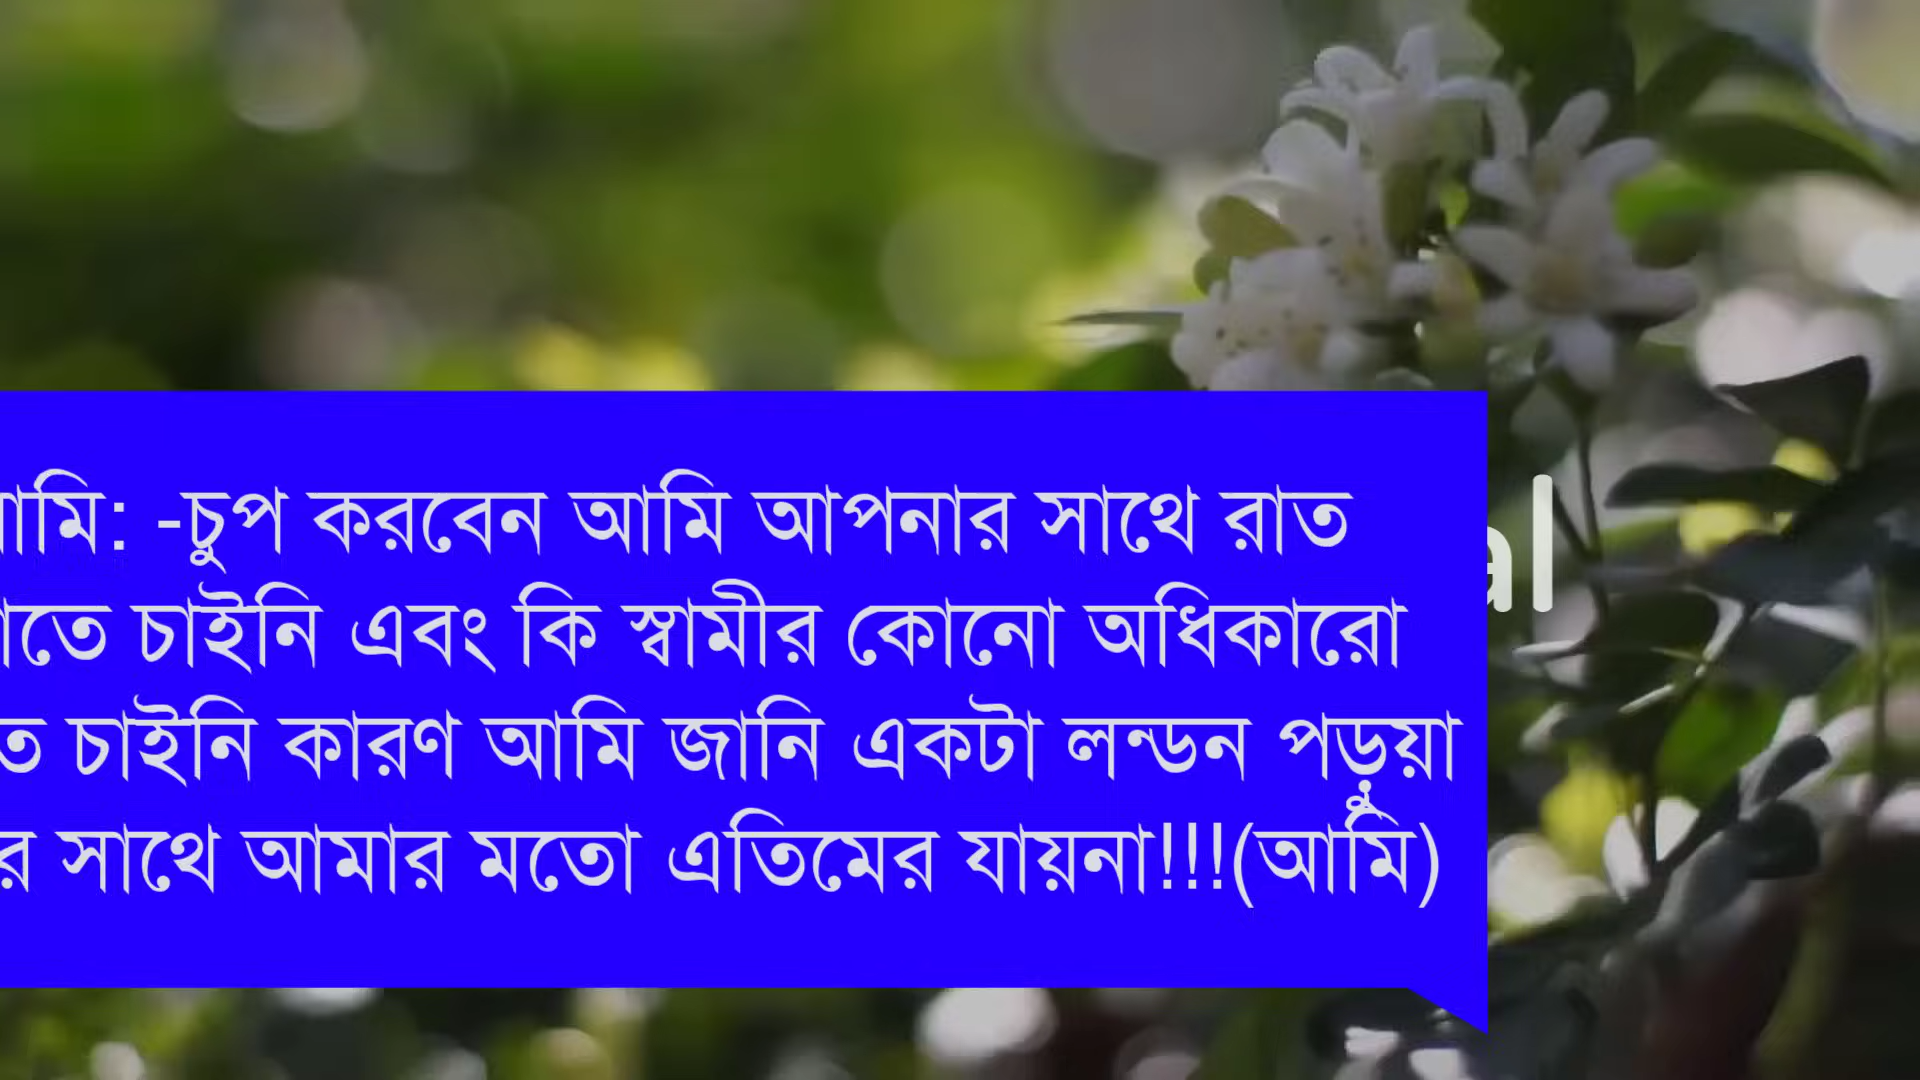 মি: -চুপ করবেন আমি আপনার সাথে রাত
চাইনি এবং কি স্বামীর কোনো অধিকারো
চাইনি কারণ আমি জানি একটা লন্ডন পড়ুয়া
সাথে আমার মতো এতিমের যায়না!!!(আমি)